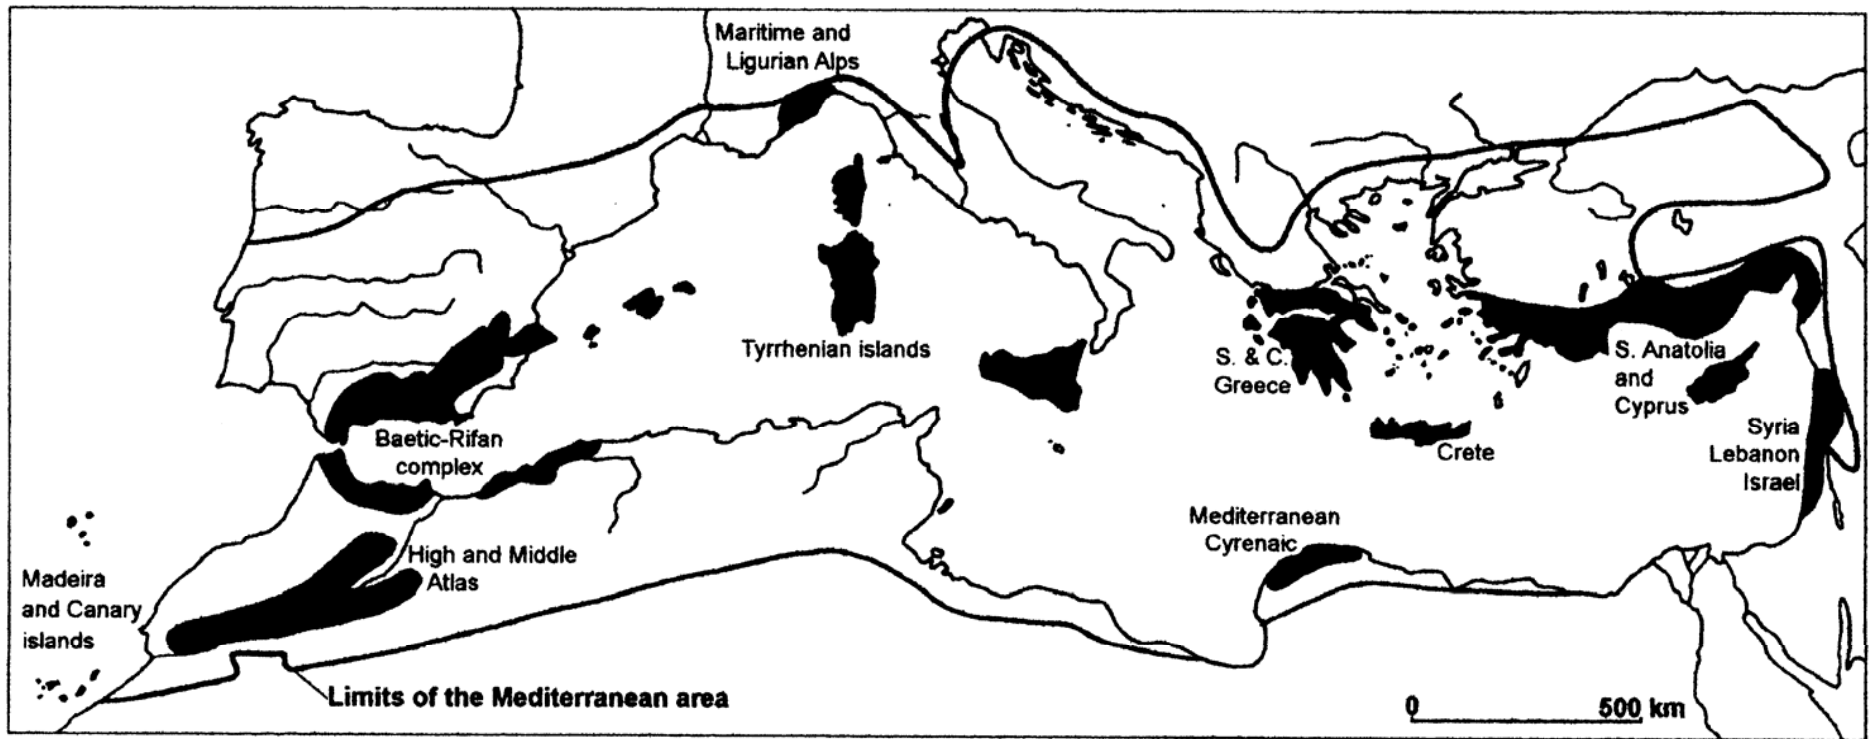 Maritime and
Ligurian Alps
Tyrrhenian islands
S. & C.
Greece
S. Anatolia
and
Cyprus
Baetic-Rifan
complex
Crete
Syria
Lebanon
Israel
Mediterranean
Cyrenaic
High and Middle
Atlas
Madeira
and Canary
islands
Limits of the Mediterranean area
0 500 km